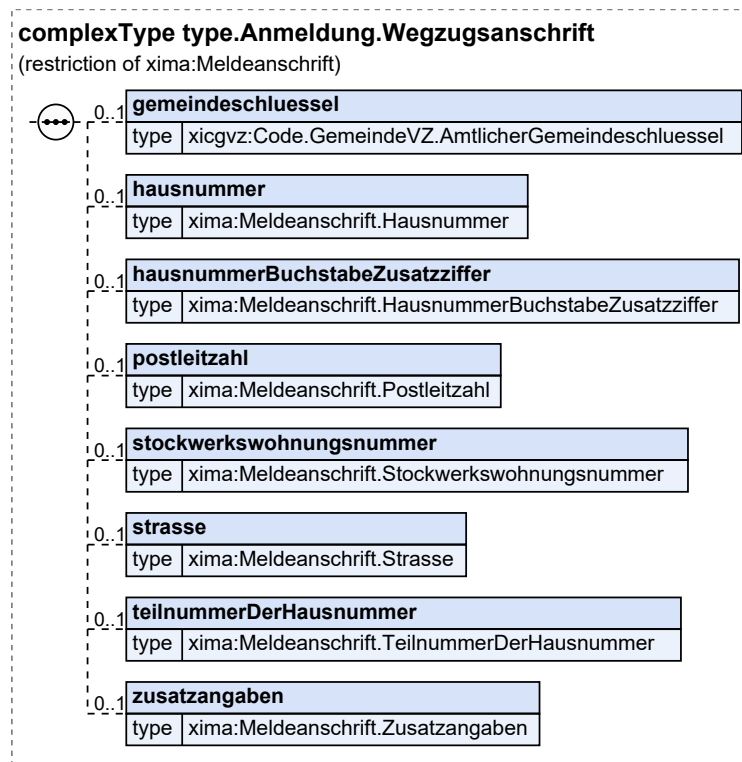 complexType type.Anmeldung.Wegzugsanschrift
(restriction of xima:Meldeanschrift)
0..1 gemeindeschluessel
type xicgvz:Code.GemeindeVZ.AmtlicherGemeindeschluessel
0..1 hausnummer
type xima:Meldeanschrift.Hausnummer
0..1 hausnummerBuchstabeZusatzziffer
type xima:Meldeanschrift.HausnummerBuchstabeZusatzziffer
0..1 postleitzahl
type xima:Meldeanschrift.Postleitzahl
0..1 stockwerkswohnungsnummer
type xima:Meldeanschrift.Stockwerkswohnungsnummer
0..1 strasse
type xima:Meldeanschrift.Strasse
0..1 teilnummerDerHausnummer
type xima:Meldeanschrift.TeilnummerDerHausnummer
0..1 zusatzangaben
type xima:Meldeanschrift.Zusatzangaben